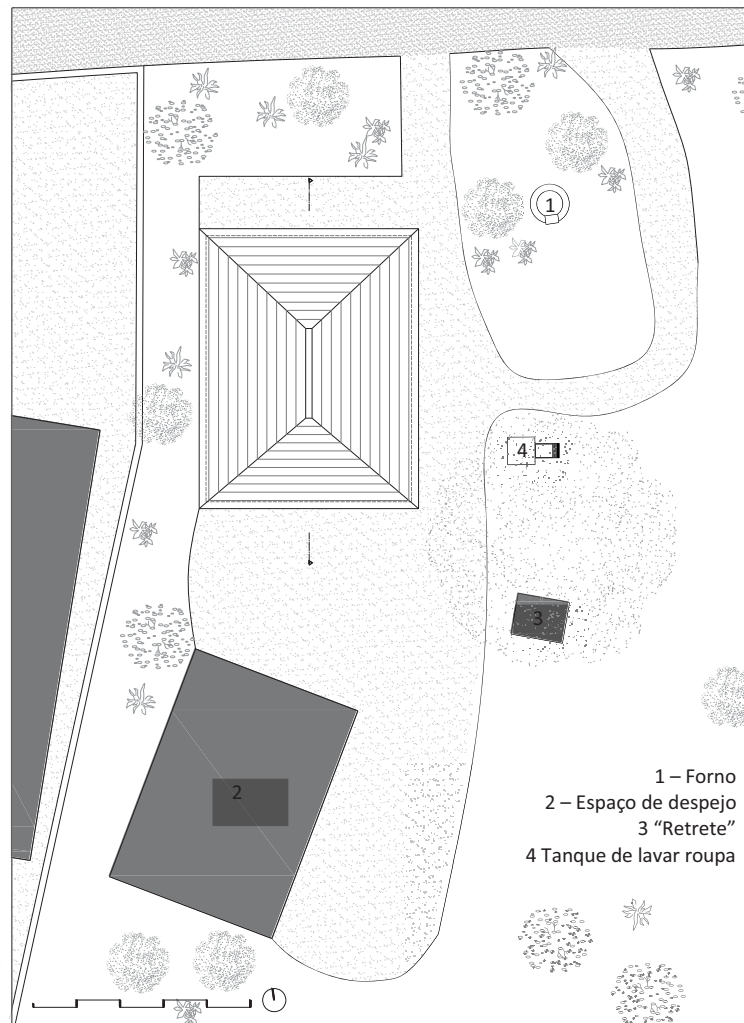 1
4
3
2
1 – Forno
2 – Espaço de despejo
3 “Retrete”
4 Tanque de lavar roupa